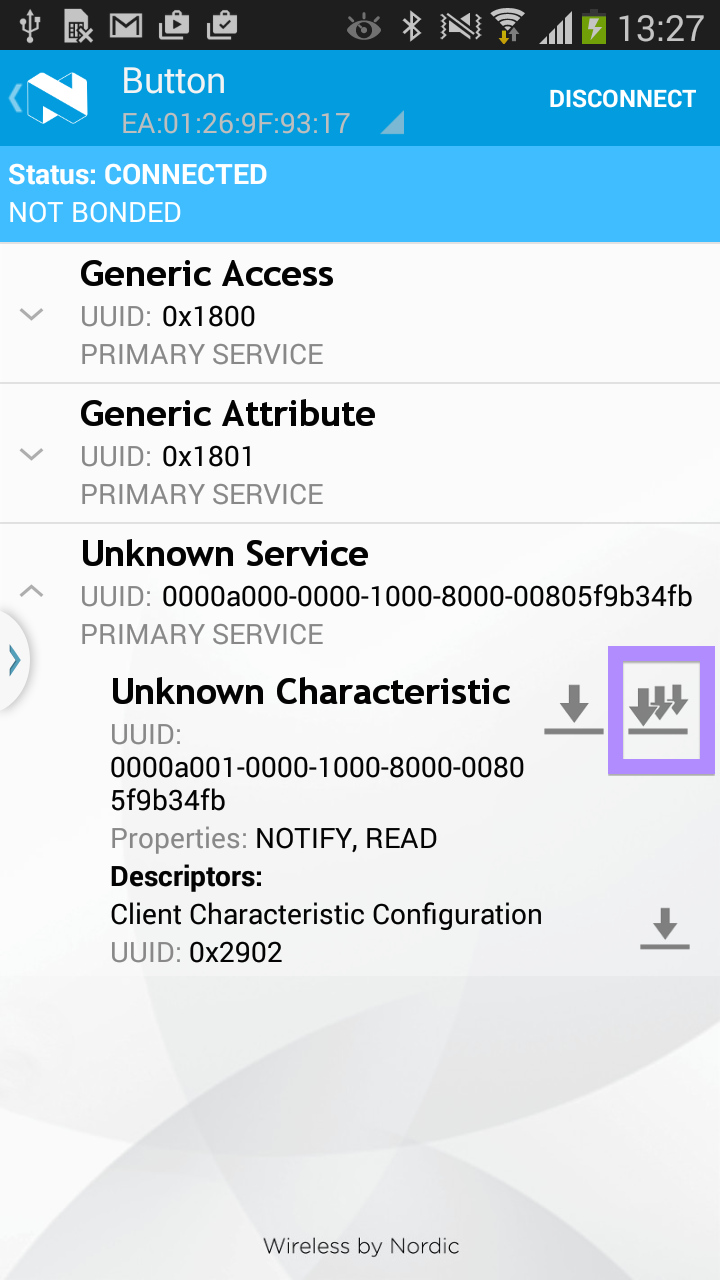 13:27
Button
EA:01:26:9F:93:17
DISCONNECT
Status: CONNECTED
NOT BONDED
Generic Access
UUID: 0x1800
PRIMARY SERVICE
Generic Attribute
UUID: 0x1801
PRIMARY SERVICE
Unknown Service
UUID: 0000a000-0000-1000-8000-00805f9b34fb
PRIMARY SERVICE
Unknown Characteristic
UUID:
0000a001-0000-1000-8000-0080
5f9b34fb
Properties: NOTIFY, READ
Descriptors:
Client Characteristic Configuration
UUID: 0x2902
Wireless by Nordic